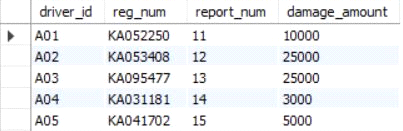 driver_id reg_num report_num damage_amount
A01 KA052250 11 10000
A02 KA053408 12 25000
A03 KA095477 13 25000
A04 KA031181 14 3000
A05 KA041702 15 5000